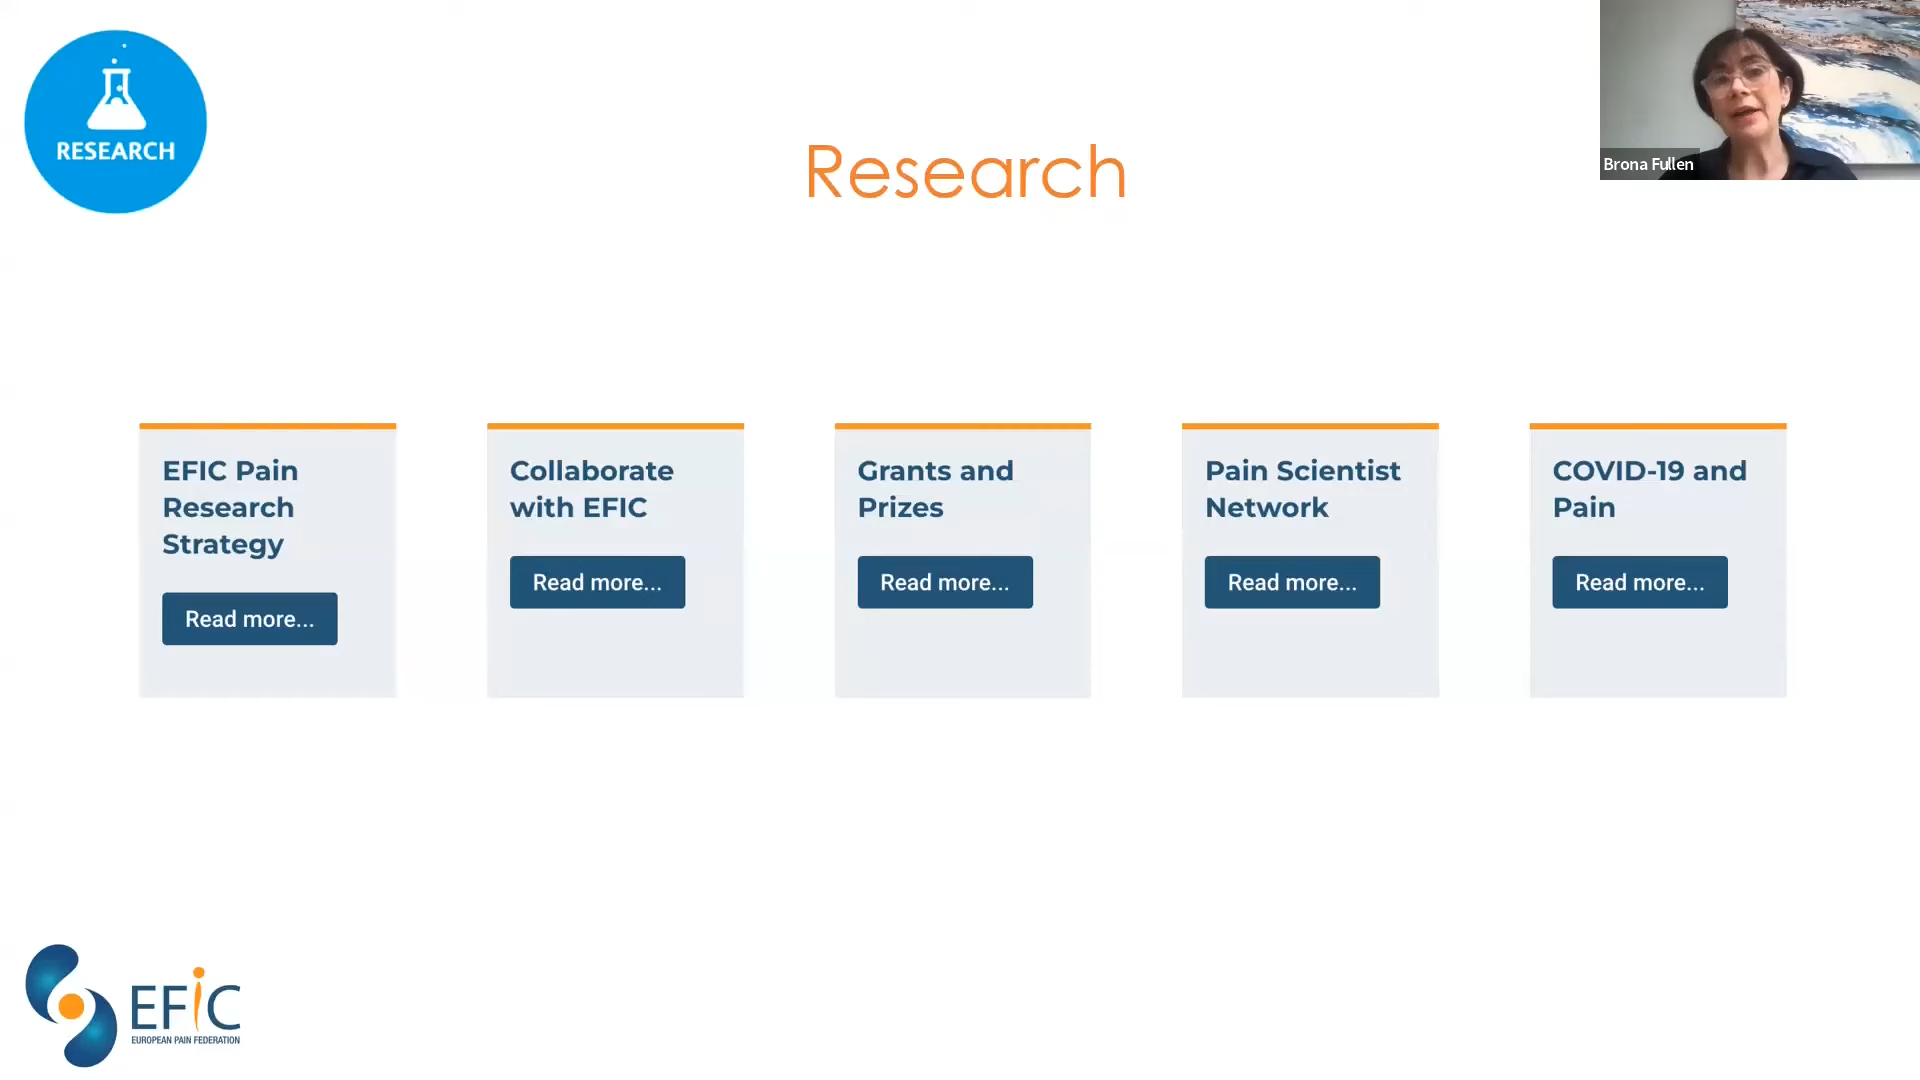 RESEARCH
Research
Brona Fullen
EFIC Pain
Research
Strategy
Read more...
Collaborate
with EFIC
Read more...
Grants and
Prizes
Read more...
Pain Scientist
Network
Read more...
COVID-19 and
Pain
Read more...
EFiC
EUROPEAN PAIN FEDERATION